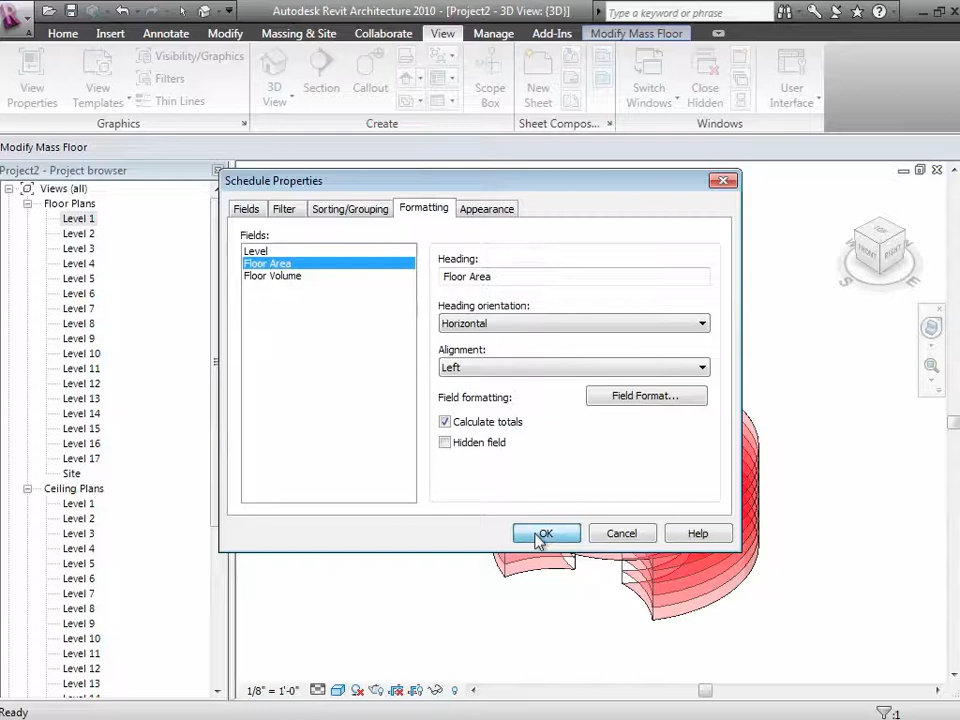 Autodesk Revit Architecture 2010 - [Project2 - 3D View: {3D}]
Type a keyword or phrase
Home Insert Annotate Modify Massing & Site Collaborate View Manage Add-Ins Modify Mass Floor
View Properties
View Templates
Visibility/Graphics
Filters
Thin Lines
3D View
Section
Callout
Scope Box
New Sheet
Switch Windows
Close Hidden
User Interface
Graphics Create Sheet Compos... Windows
Modify Mass Floor
Project2 - Project browser
Views (all)
Floor Plans
Level 1
Level 2
Level 3
Level 4
Level 5
Level 6
Level 7
Level 8
Level 9
Level 10
Level 11
Level 12
Level 13
Level 14
Level 15
Level 16
Level 17
Site
Ceiling Plans
Level 1
Level 2
Level 3
Level 4
Level 5
Level 6
Level 7
Level 8
Level 9
Level 10
Level 11
Level 12
Level 13
Schedule Properties
Fields Filter Sorting/Grouping Formatting Appearance
Fields:
Level
Floor Area
Floor Volume
Heading:
Floor Area
Heading orientation:
Horizontal
Alignment:
Left
Field formatting: Field Format...
Calculate totals
Hidden field
OK Cancel Help
TOP
FRONT RIGHT
S E
1/8" = 1'-0"
Ready
:1